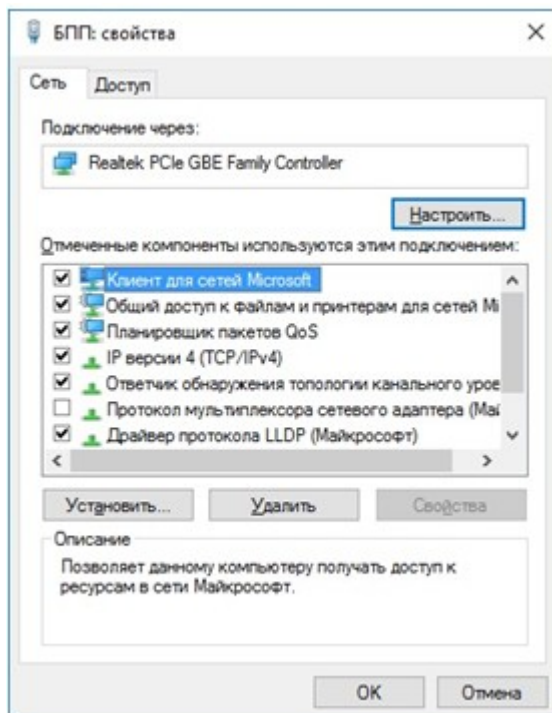 БПП: свойства
Сеть Доступ
Подключение через:
Realtek PCIe GBE Family Controller
Настроить...
Отмеченные компоненты используются этим подключением:
Клиент для сетей Microsoft
Общий доступ к файлам и принтерам для сетей Mi
Планировщик пакетов QoS
IP версии 4 (TCP/IPv4)
Ответчик обнаружения топологии канального уров
Протокол мультиплексора сетевого адаптера (Май
Драйвер протокола LLDP (Майкрософт)
Установить... Удалить Свойства
Описание
Позволяет данному компьютеру получать доступ к
ресурсам в сети Майкрософт.
OK Отмена